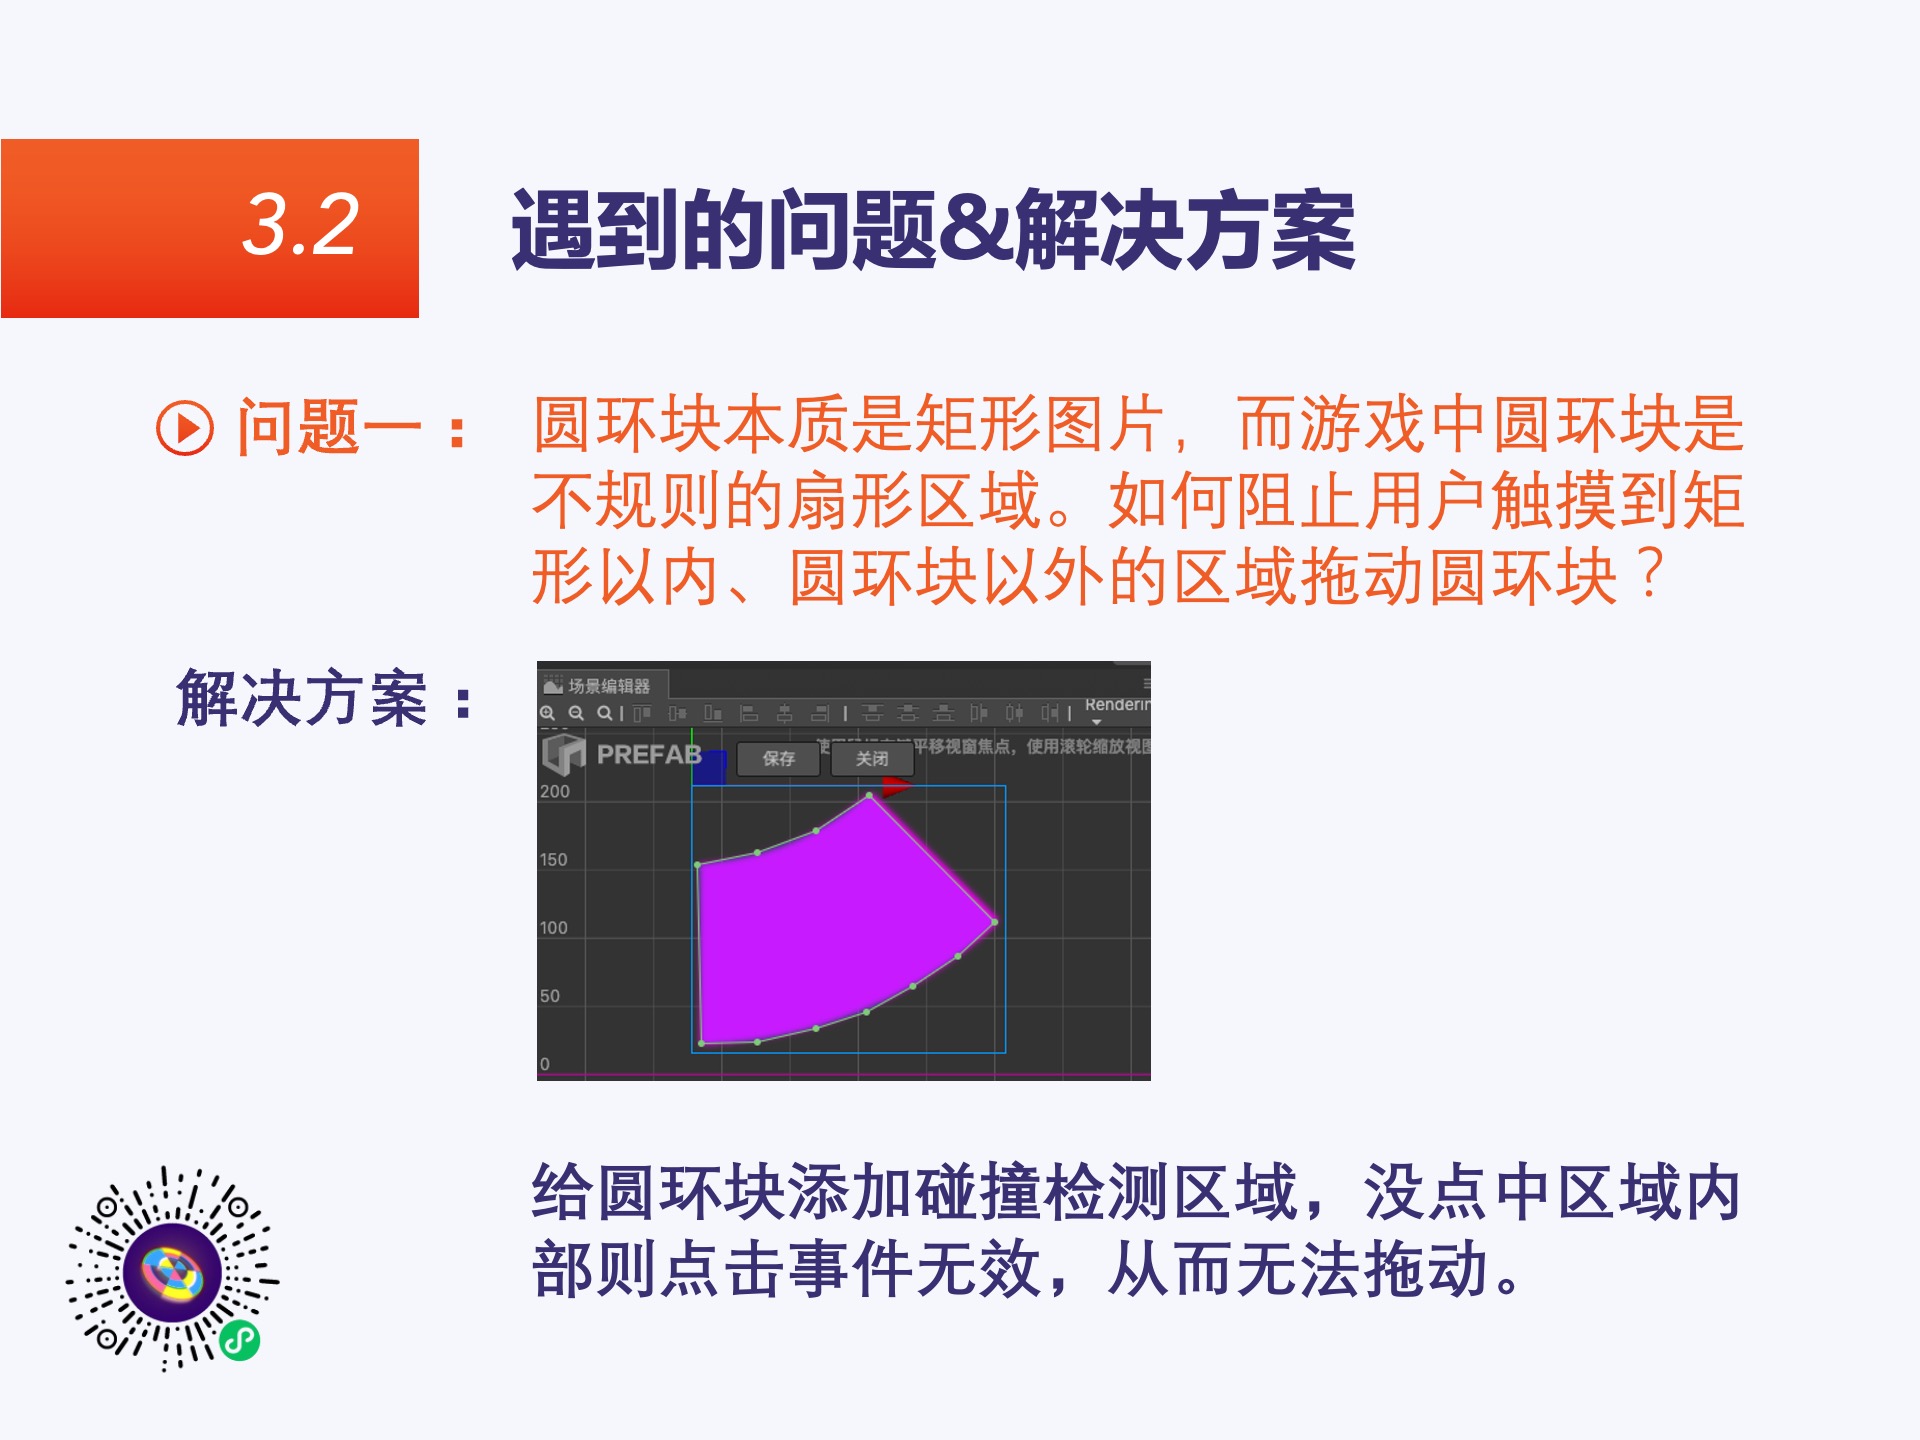 3.2
遇到的问题&解决方案
问题一：
圆环块本质是矩形图片，而游戏中圆环块是
不规则的扇形区域。如何阻止用户触摸到矩
形以内、圆环块以外的区域拖动圆环块？
解决方案：
场景编辑器
Renderin
PREFAB
保存
关闭
平移视窗焦点，使用滚轮缩放视图
200
150
100
50
0
给圆环块添加碰撞检测区域，没点中区域内
部则点击事件无效，从而无法拖动。